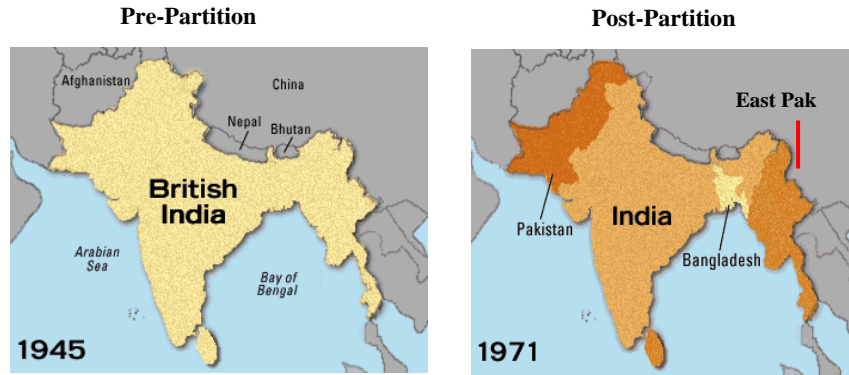 Pre-Partition
Post-Partition
Afghanistan
China
Nepal
Bhutan
British
India
Arabian
Sea
Bay of
Bengal
1945
East Pak
Pakistan
India
Bangladesh
1971